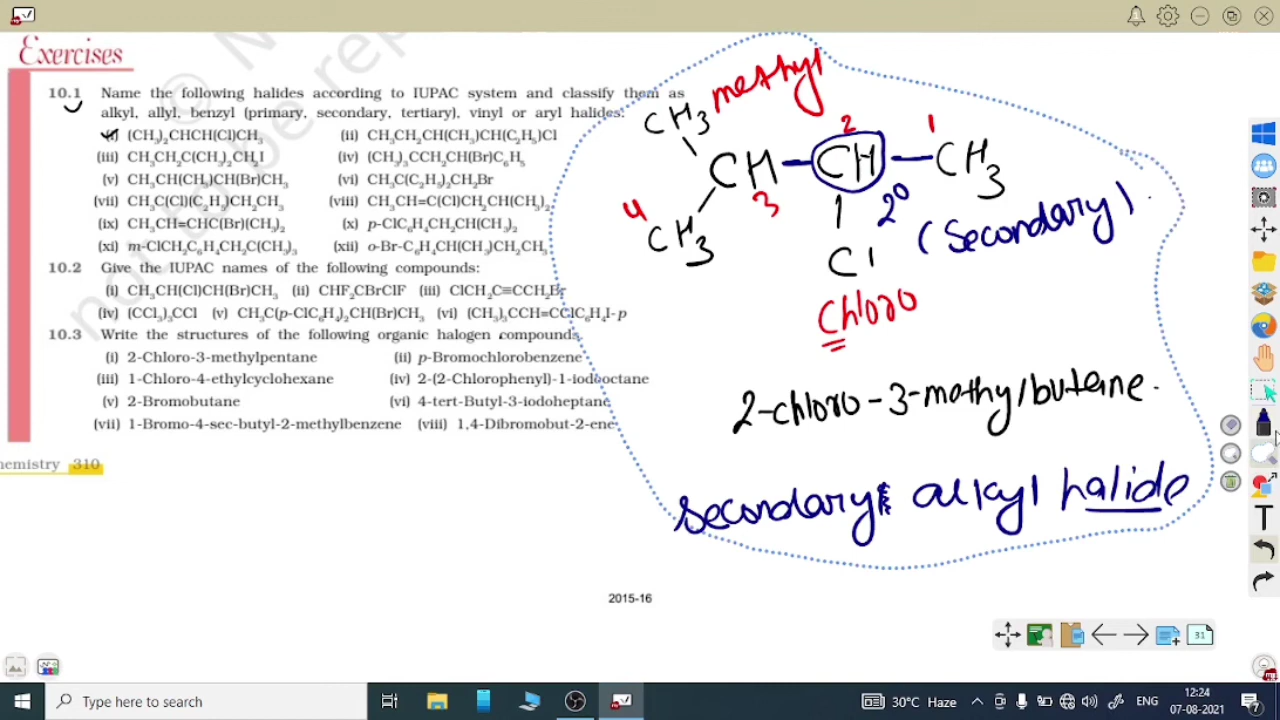 Exercises
10.1 Name the following halides according to IUPAC system and classify them as
alkyl, allyl, benzyl (primary, secondary, tertiary), vinyl or aryl halides:
(i) (CH₃)₂CHCH(Cl)CH₃ (ii) CH₃CH₂CH(CH₃)CH(C₂H₅)Cl
(iii) CH₃CH₂C(CH₃)₂CH₂I (iv) (CH₃)₃CCH₂CH(Br)C₆H₅
(v) CH₃CH(CH₃)CH(Br)CH₃ (vi) CH₃C(C₂H₅)₂CH₂Br
(vii) CH₃C(Cl)(C₂H₅)CH₂CH₃ (viii) CH₃CH=C(Cl)CH₂CH(CH₃)₂
(ix) CH₃CH=CHC(Br)(CH₃)₂ (x) p-ClC₆H₄CH₂CH(CH₃)₂
(xi) m-ClCH₂C₆H₄CH₂C(CH₃)₃ (xii) o-Br-C₆H₄CH(CH₃)CH₂CH₃
10.2 Give the IUPAC names of the following compounds:
(i) CH₃CH(Cl)CH(Br)CH₃ (ii) CHF₂CBrClF (iii) ClCH₂C≡CCH₂Br
(iv) (CCl₃)₃CCl (v) CH₃C(p-ClC₆H₄)₂CH(Br)CH₃ (vi) (CH₃)₃CCH=CClC₆H₄I-p
10.3 Write the structures of the following organic halogen compounds.
(i) 2-Chloro-3-methylpentane (ii) p-Bromochlorobenzene
(iii) 1-Chloro-4-ethylcyclohexane (iv) 2-(2-Chlorophenyl)-1-iodooctane
(v) 2-Bromobutane (vi) 4-tert-Butyl-3-iodoheptane
(vii) 1-Bromo-4-sec-butyl-2-methylbenzene (viii) 1,4-Dibromobut-2-ene
emistry 310
methyl
CH₃ 2 1
CH – CH – CH₃
4 3 2⁰
CH₃ Cl (Secondary)
Chloro
2-chloro-3-methylbutane.
secondary alkyl halide
2015-16
31
T
Type here to search
30°C Haze
ENG
12:24
07-08-2021
7